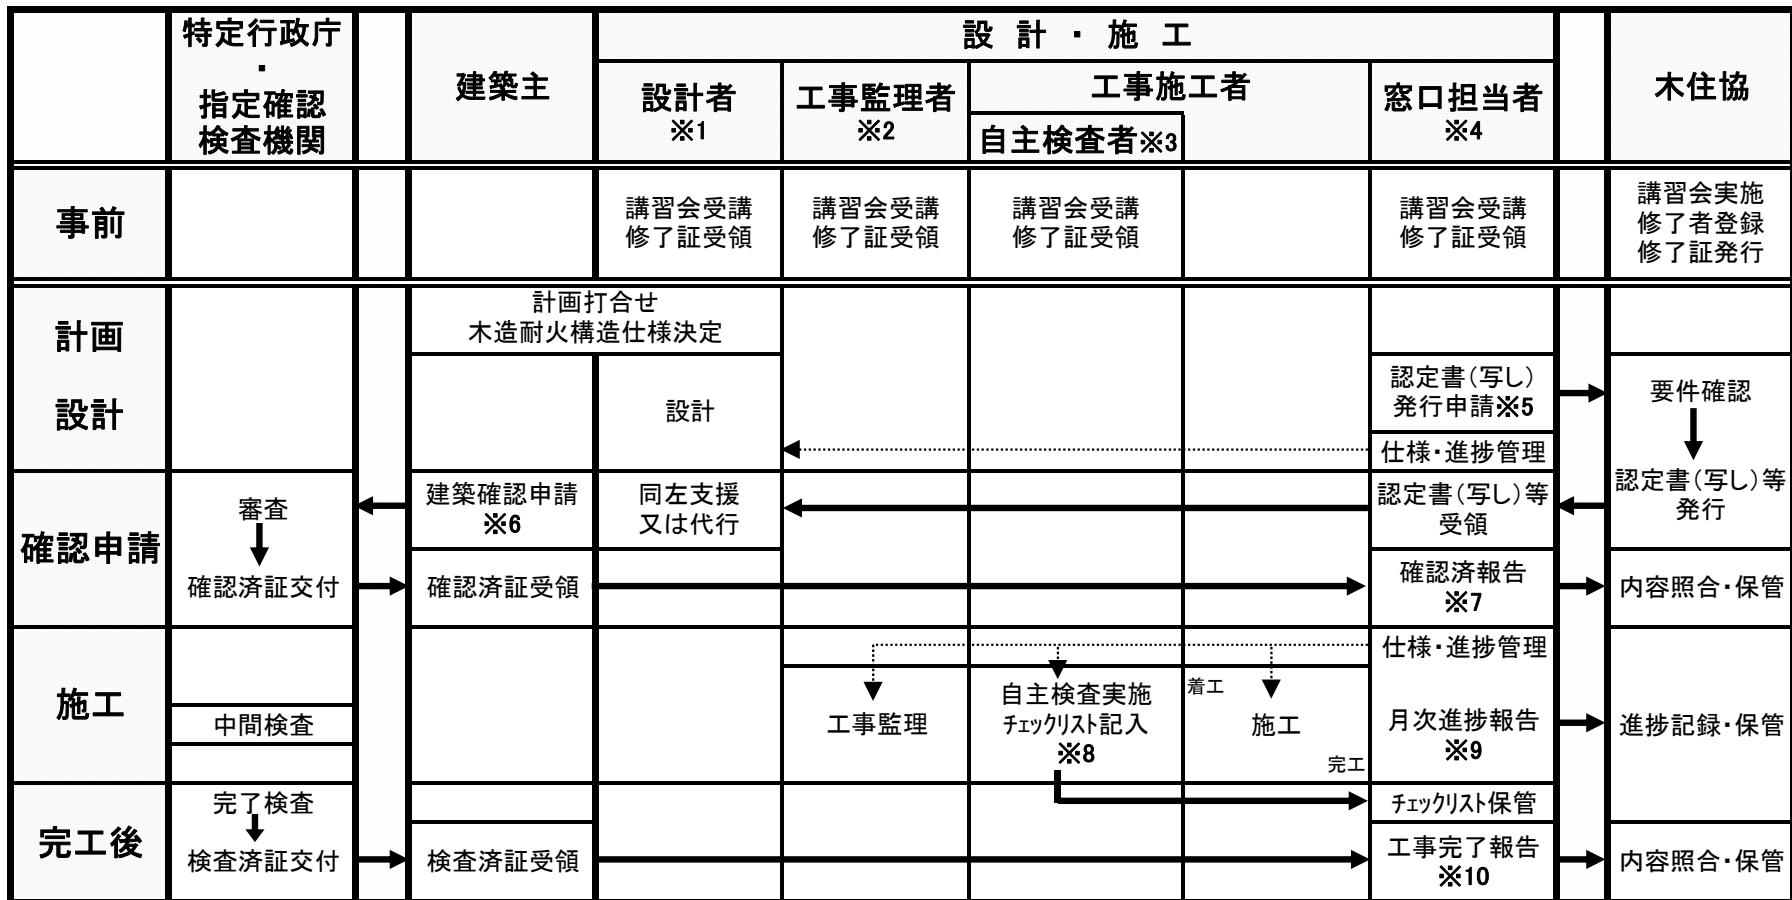 特定行政庁
・
指定確認
検査機関
建築主
設 計 ・ 施 工
設計者
※1
工事監理者
※2
工事施工者
自主検査者※3
窓口担当者
※4
木住協
事前
講習会受講
修了証受領
講習会受講
修了証受領
講習会受講
修了証受領
講習会受講
修了証受領
講習会実施
修了者登録
修了証発行
計画
設計
計画打合せ
木造耐火構造仕様決定
設計
認定書(写し)
発行申請※5
仕様・進捗管理
要件確認
認定書(写し)等
発行
確認申請
審査
確認済証交付
建築確認申請
※6
同左支援
又は代行
認定書(写し)等
受領
確認済証受領
確認済報告
※7
内容照合・保管
施工
中間検査
工事監理
自主検査実施
チェックリスト記入
※8
着工
施工
完工
仕様・進捗管理
月次進捗報告
※9
進捗記録・保管
完工後
完了検査
検査済証交付
検査済証受領
チェックリスト保管
工事完了報告
※10
内容照合・保管